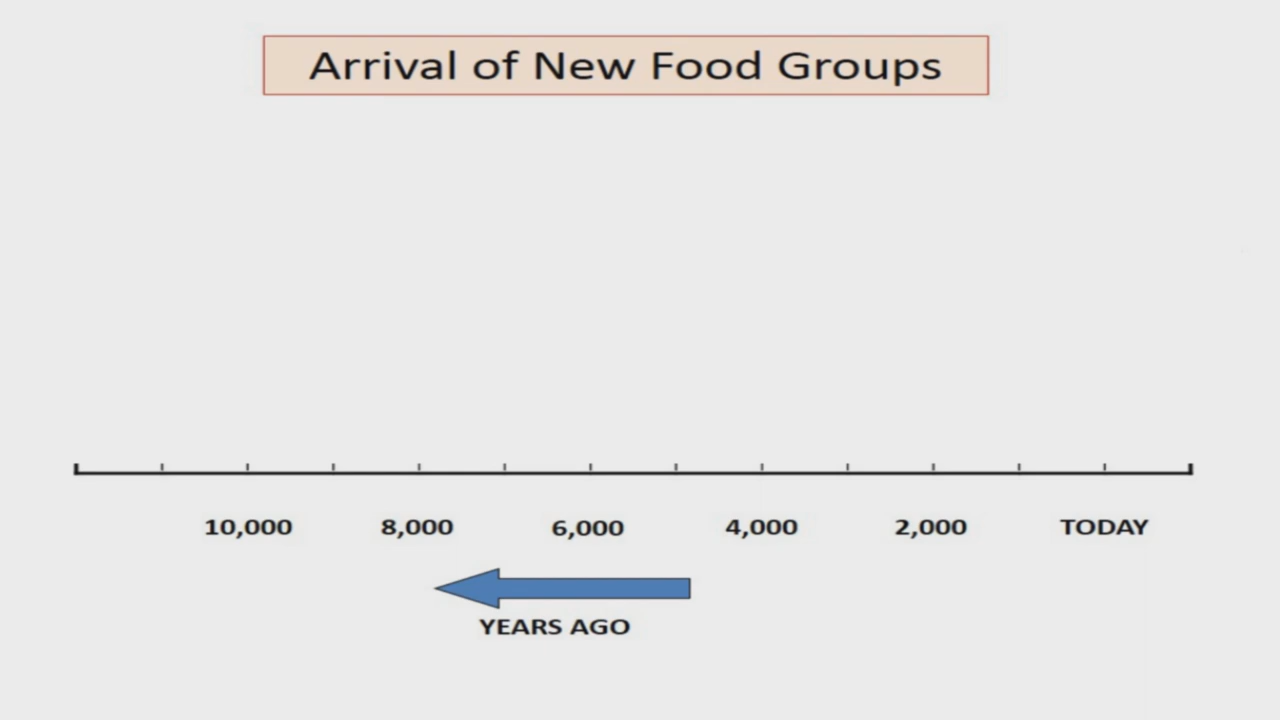 Arrival of New Food Groups
10,000 8,000 6,000 4,000 2,000 TODAY
YEARS AGO